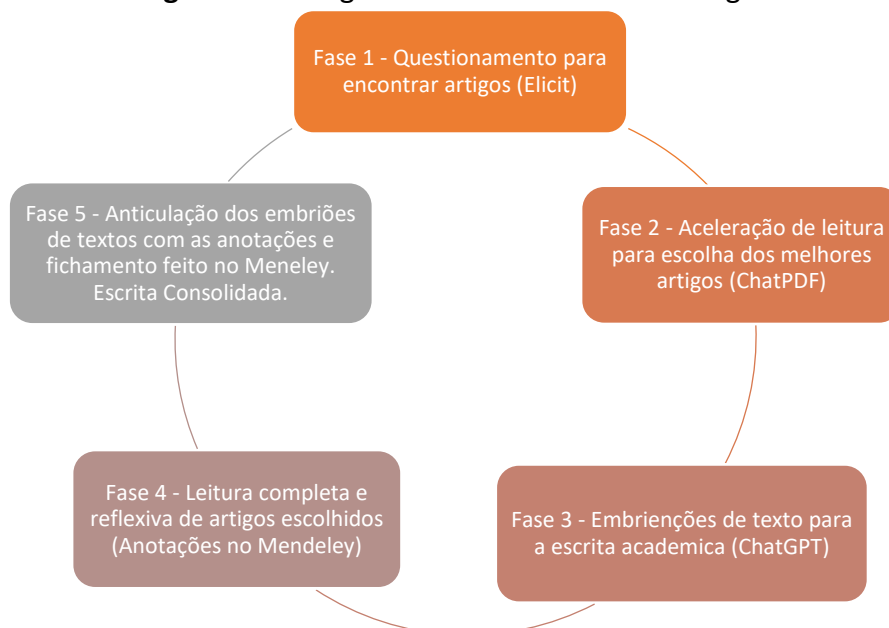 Fase 1 - Questionamento para
encontrar artigos (Elicit)
Fase 2 - Aceleração de leitura
para escolha dos melhores
artigos (ChatPDF)
Fase 3 - Embrienções de texto para
a escrita academica (ChatGPT)
Fase 4 - Leitura completa e
reflexiva de artigos escolhidos
(Anotações no Mendeley)
Fase 5 - Anticulação dos embriões
de textos com as anotações e
fichamento feito no Meneley.
Escrita Consolidada.